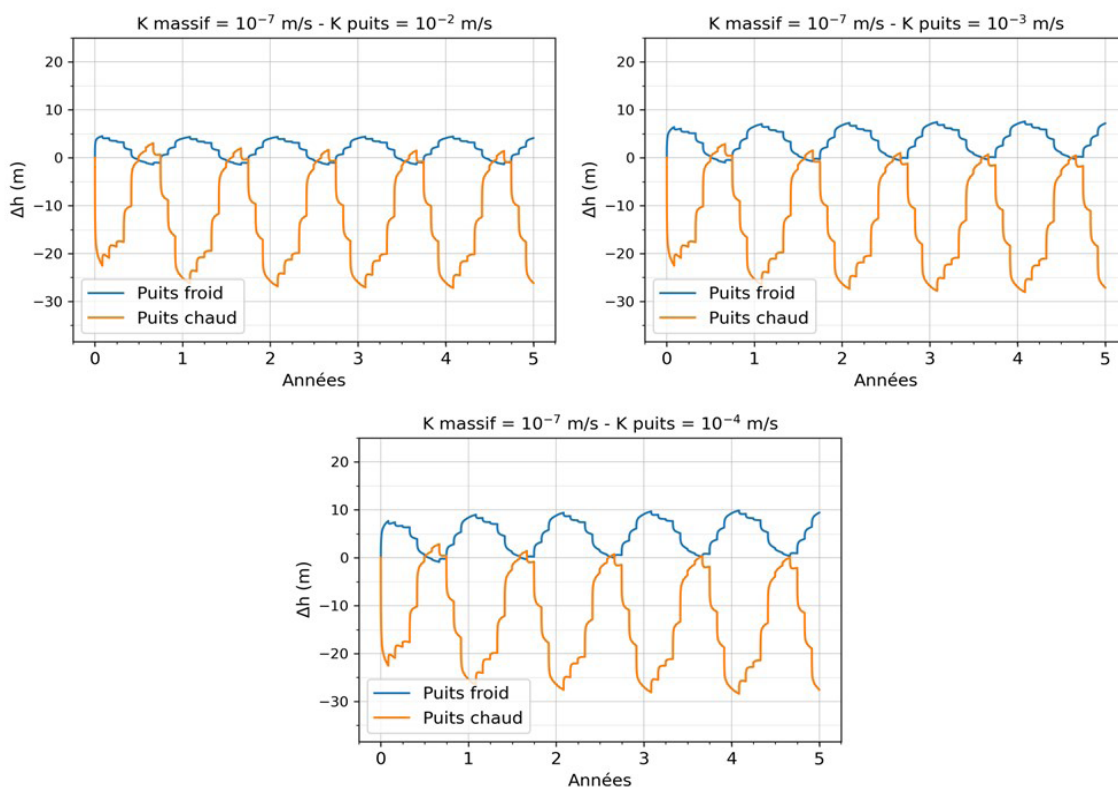 K massif = 10⁻⁷ m/s - K puits = 10⁻² m/s
20
10
0
−10
−20
−30
Δh (m)
Puits froid
Puits chaud
0 1 2 3 4 5
Années
K massif = 10⁻⁷ m/s - K puits = 10⁻³ m/s
20
10
0
−10
−20
−30
Δh (m)
Puits froid
Puits chaud
0 1 2 3 4 5
Années
K massif = 10⁻⁷ m/s - K puits = 10⁻⁴ m/s
20
10
0
−10
−20
−30
Δh (m)
Puits froid
Puits chaud
0 1 2 3 4 5
Années